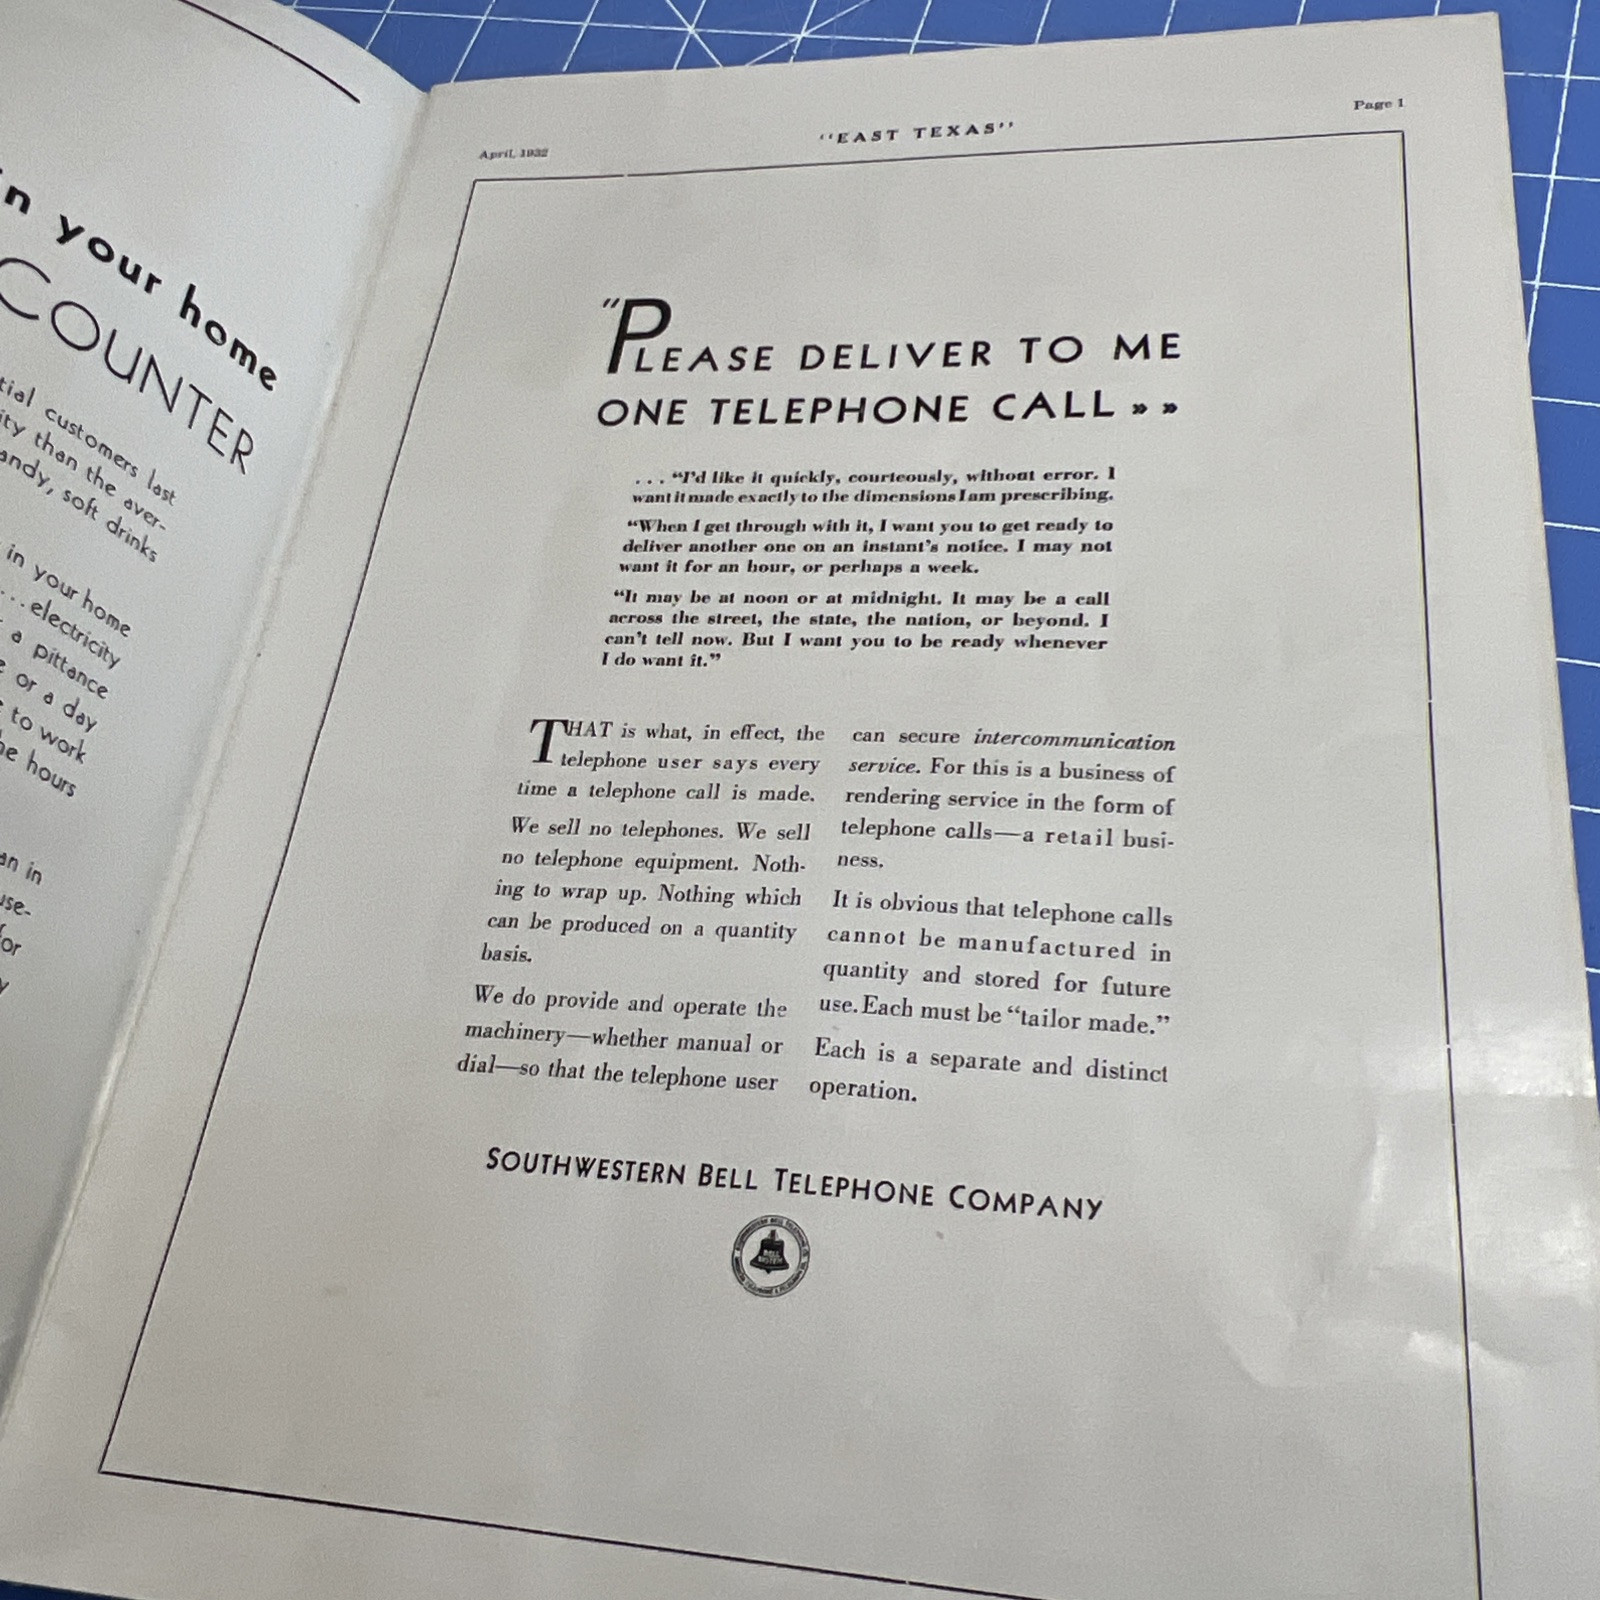 in your home
COUNTER
customers last
than the aver-
soft drinks
in your home
...electricity
a pittance
or a day
to work
hours
in
April, 1932
"EAST TEXAS"
Page 1
"PLEASE DELIVER TO ME
ONE TELEPHONE CALL » »
. . . “I’d like it quickly, courteously, without error. I
want it made exactly to the dimensions I am prescribing.
“When I get through with it, I want you to get ready to
deliver another one on an instant’s notice. I may not
want it for an hour, or perhaps a week.
“It may be at noon or at midnight. It may be a call
across the street, the state, the nation, or beyond. I
can’t tell now. But I want you to be ready whenever
I do want it.”
THAT is what, in effect, the
telephone user says every
time a telephone call is made.
We sell no telephones. We sell
no telephone equipment. Noth-
ing to wrap up. Nothing which
can be produced on a quantity
basis.
We do provide and operate the
machinery—whether manual or
dial—so that the telephone user
can secure intercommunication
service. For this is a business of
rendering service in the form of
telephone calls—a retail busi-
ness.
It is obvious that telephone calls
cannot be manufactured in
quantity and stored for future
use. Each must be “tailor made.”
Each is a separate and distinct
operation.
SOUTHWESTERN BELL TELEPHONE COMPANY
BELL
SYSTEM